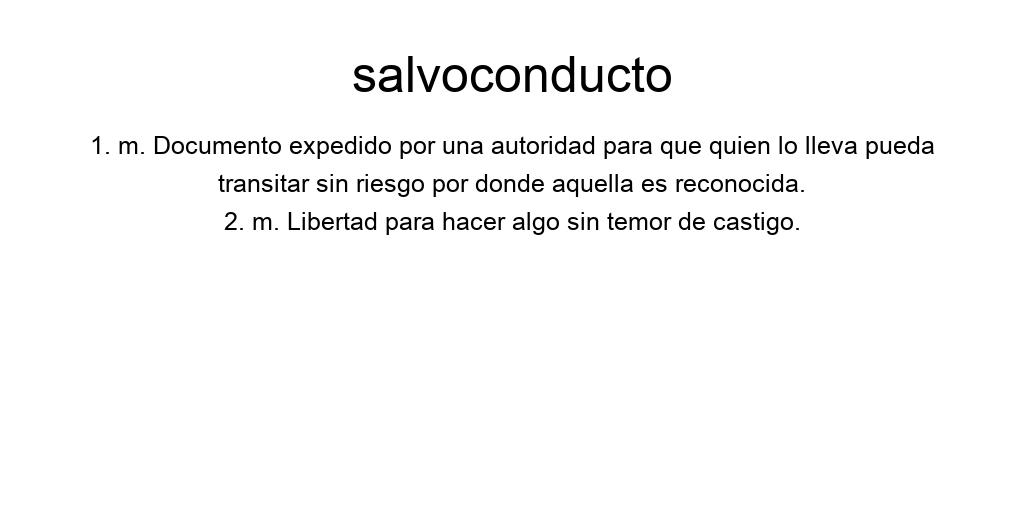 salvoconducto
1. m. Documento expedido por una autoridad para que quien lo lleva pueda
transitar sin riesgo por donde aquella es reconocida.
2. m. Libertad para hacer algo sin temor de castigo.